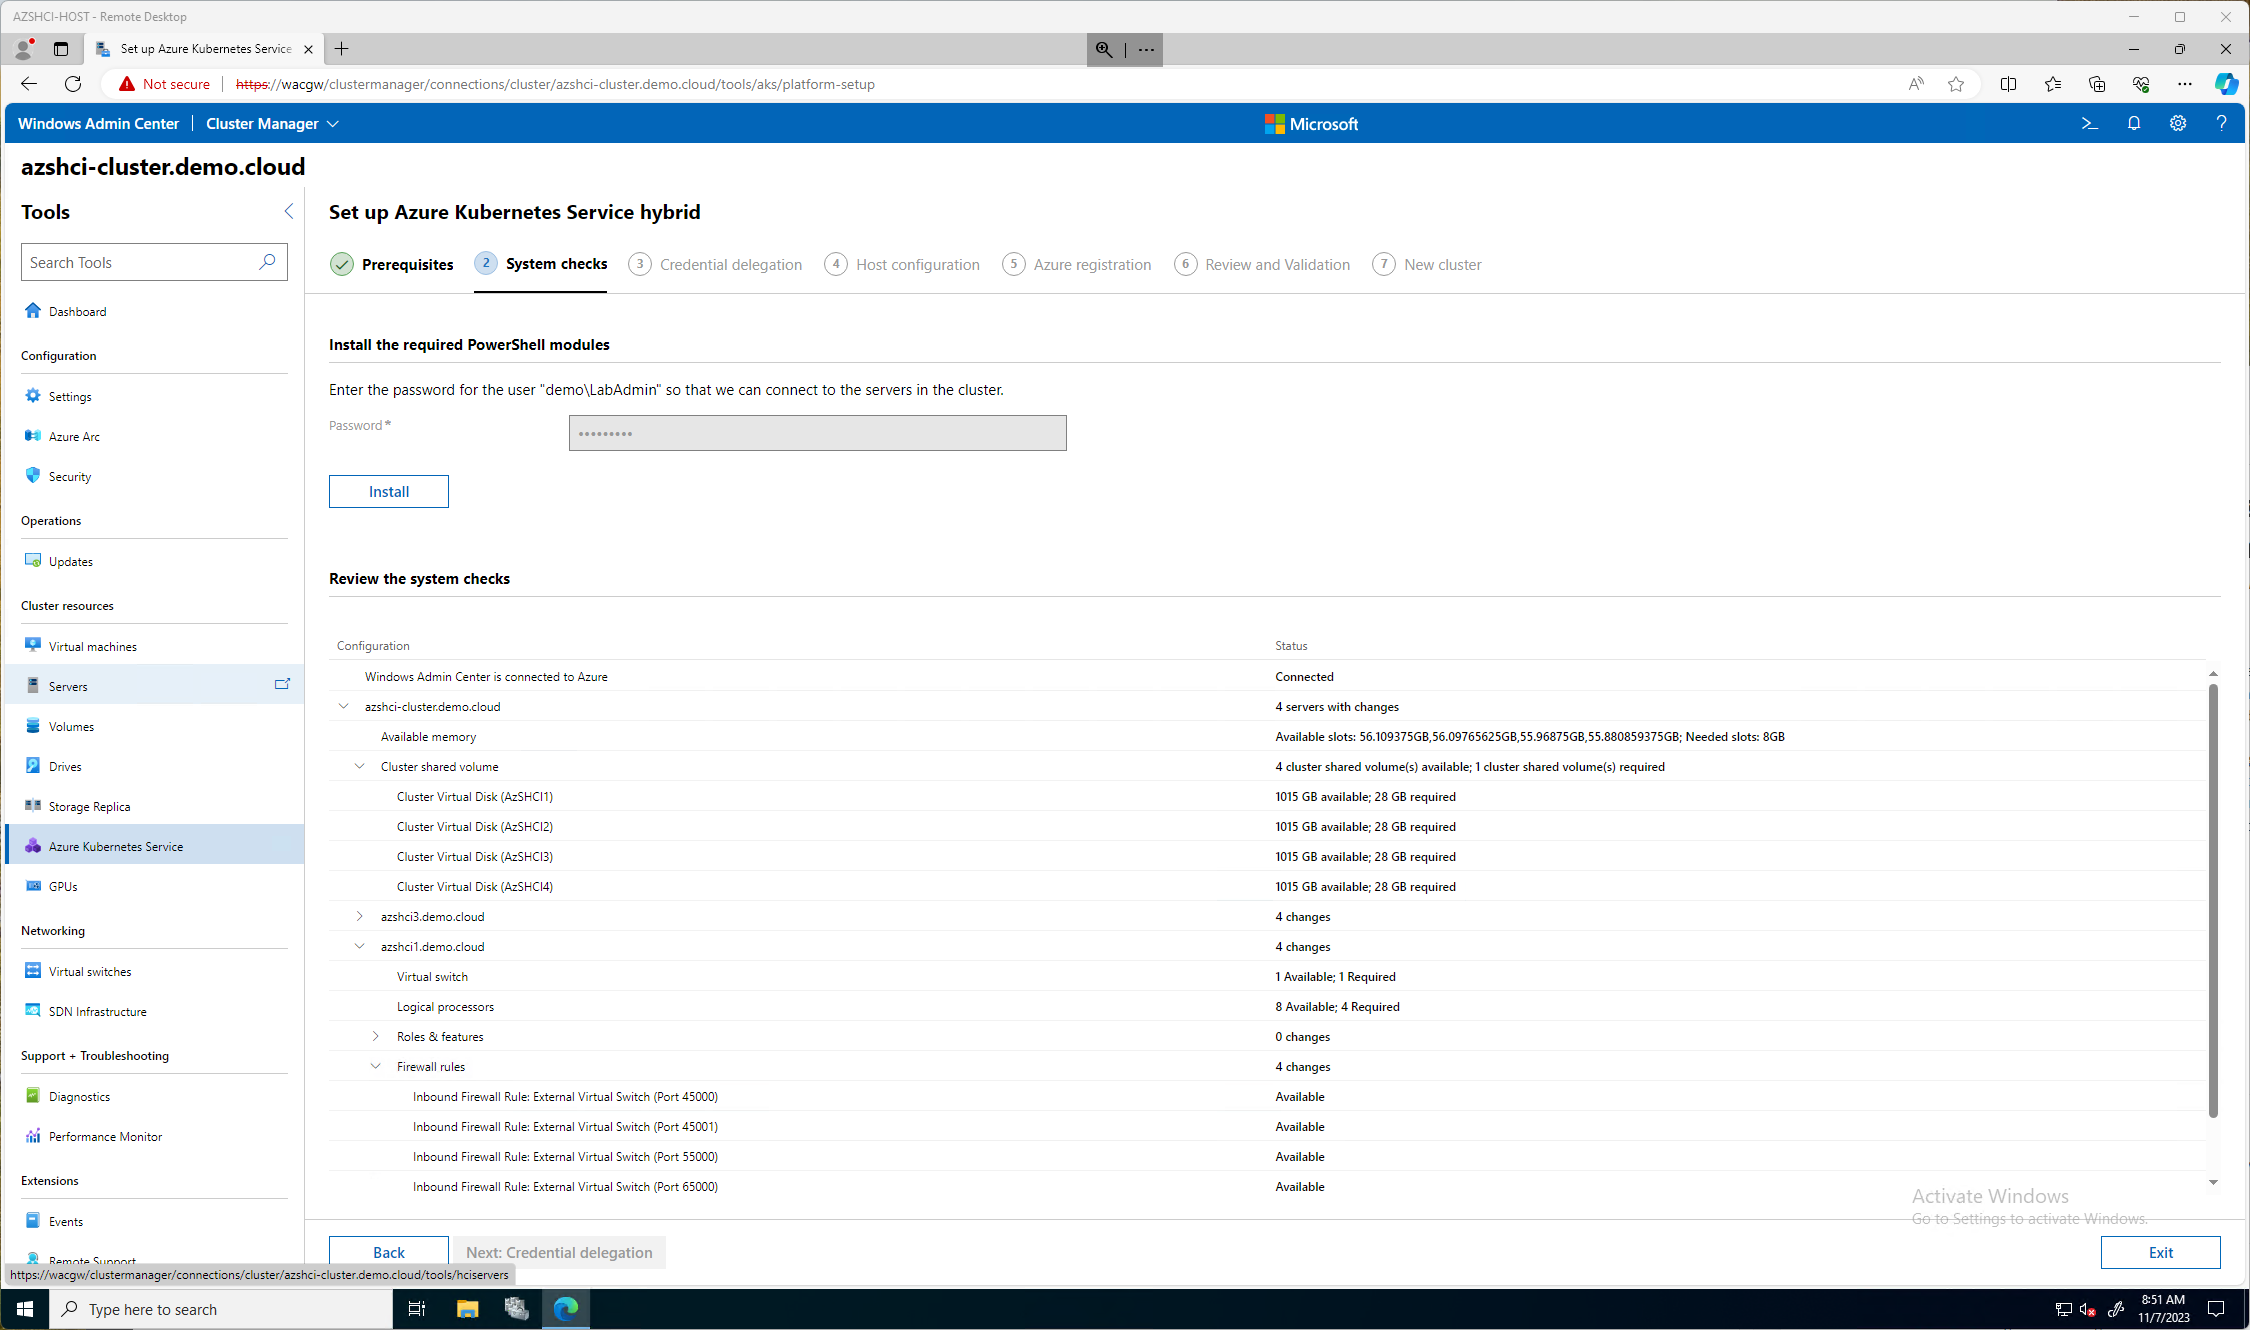 AZSHCI-HOST - Remote Desktop
Set up Azure Kubernetes Service
Not secure
https://wacgw/clustermanager/connections/cluster/azshci-cluster.demo.cloud/tools/aks/platform-setup
Windows Admin Center
Cluster Manager
Microsoft
azshci-cluster.demo.cloud
Tools
Search Tools
Dashboard
Configuration
Settings
Azure Arc
Security
Operations
Updates
Cluster resources
Virtual machines
Servers
Volumes
Drives
Storage Replica
Azure Kubernetes Service
GPUs
Networking
Virtual switches
SDN Infrastructure
Support + Troubleshooting
Diagnostics
Performance Monitor
Extensions
Events
Remote Support
Set up Azure Kubernetes Service hybrid
Prerequisites
2 System checks
3 Credential delegation
4 Host configuration
5 Azure registration
6 Review and Validation
7 New cluster
Install the required PowerShell modules
Enter the password for the user "demo\LabAdmin" so that we can connect to the servers in the cluster.
Password *
•••••••••
Install
Review the system checks
Configuration Status
Windows Admin Center is connected to Azure Connected
azshci-cluster.demo.cloud 4 servers with changes
Available memory Available slots: 56.109375GB,56.09765625GB,55.96875GB,55.880859375GB; Needed slots: 8GB
Cluster shared volume 4 cluster shared volume(s) available; 1 cluster shared volume(s) required
Cluster Virtual Disk (AzSHCI1) 1015 GB available; 28 GB required
Cluster Virtual Disk (AzSHCI2) 1015 GB available; 28 GB required
Cluster Virtual Disk (AzSHCI3) 1015 GB available; 28 GB required
Cluster Virtual Disk (AzSHCI4) 1015 GB available; 28 GB required
azshci3.demo.cloud 4 changes
azshci1.demo.cloud 4 changes
Virtual switch 1 Available; 1 Required
Logical processors 8 Available; 4 Required
Roles & features 0 changes
Firewall rules 4 changes
Inbound Firewall Rule: External Virtual Switch (Port 45000) Available
Inbound Firewall Rule: External Virtual Switch (Port 45001) Available
Inbound Firewall Rule: External Virtual Switch (Port 55000) Available
Inbound Firewall Rule: External Virtual Switch (Port 65000) Available
Activate Windows
Go to Settings to activate Windows.
Back
Next: Credential delegation
Exit
https://wacgw/clustermanager/connections/cluster/azshci-cluster.demo.cloud/tools/hciservers
Type here to search
8:51 AM
11/7/2023